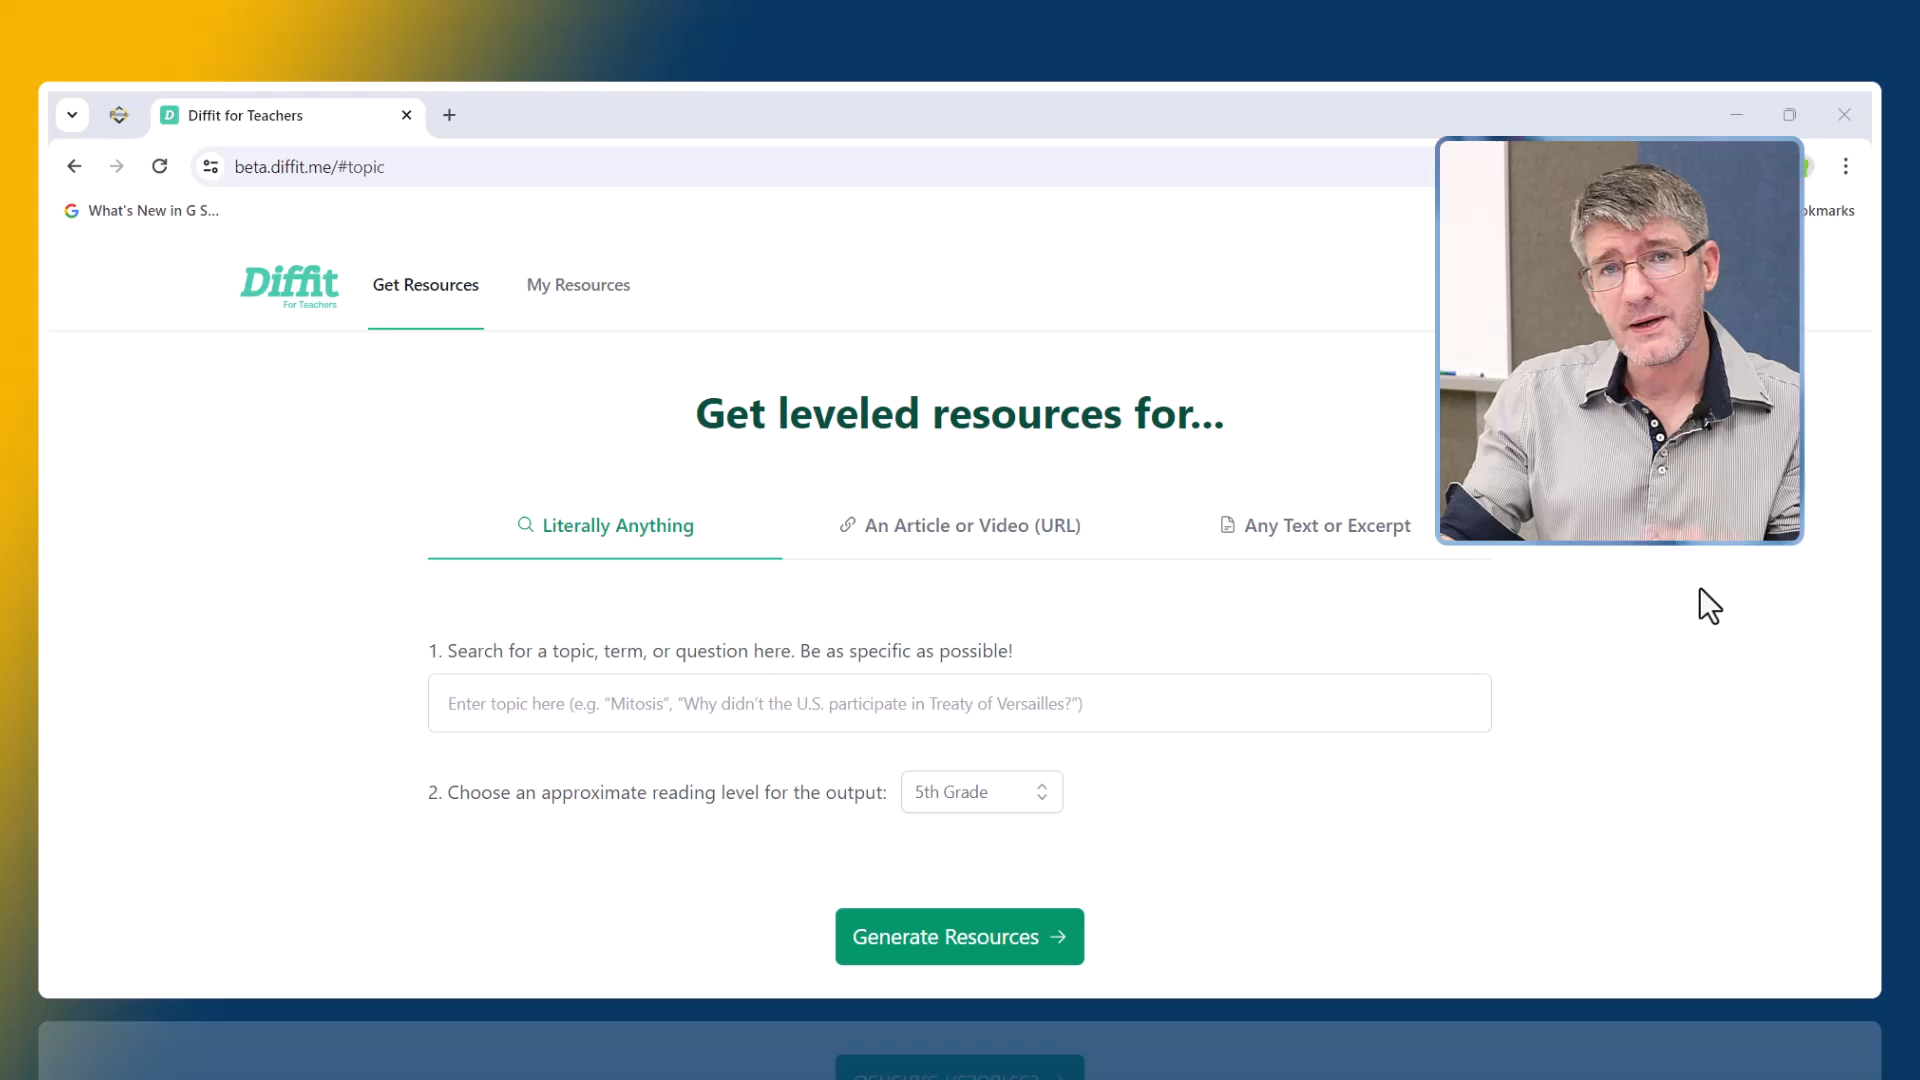 Diffit for Teachers
beta.diffit.me/#topic
What's New in G S...
okmarks
Diffit
For Teachers
Get Resources
My Resources
Get leveled resources for...
Literally Anything
An Article or Video (URL)
Any Text or Excerpt
1. Search for a topic, term, or question here. Be as specific as possible!
Enter topic here (e.g. “Mitosis”, “Why didn’t the U.S. participate in Treaty of Versailles?”)
2. Choose an approximate reading level for the output:
5th Grade
Generate Resources →